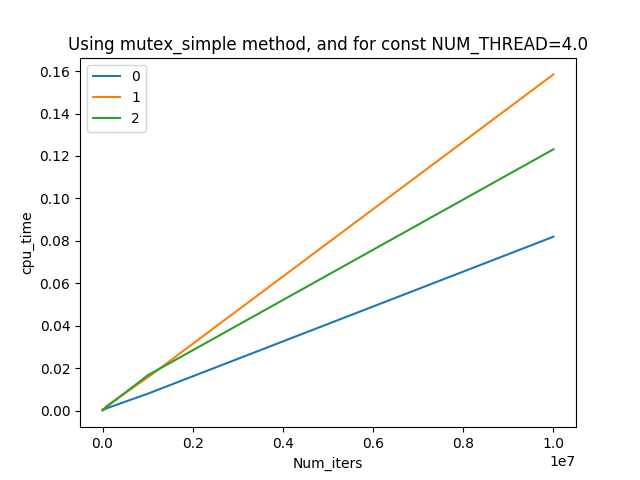 Using mutex_simple method, and for const NUM_THREAD=4.0
0
1
2
cpu_time
0.16
0.14
0.12
0.10
0.08
0.06
0.04
0.02
0.00
0.0 0.2 0.4 0.6 0.8 1.0
1e7
Num_iters